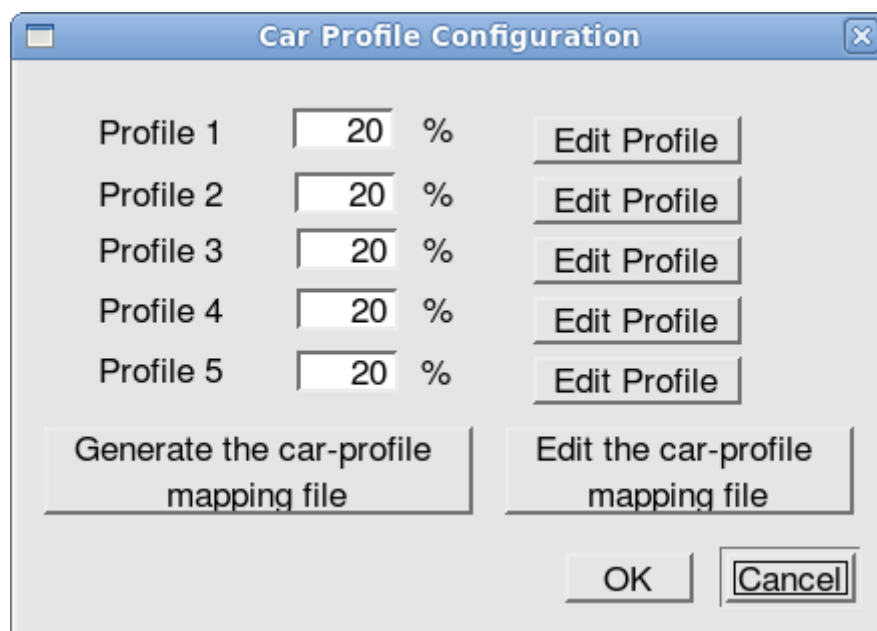 Car Profile Configuration
Profile 1 20 % Edit Profile
Profile 2 20 % Edit Profile
Profile 3 20 % Edit Profile
Profile 4 20 % Edit Profile
Profile 5 20 % Edit Profile
Generate the car-profile
mapping file
Edit the car-profile
mapping file
OK Cancel